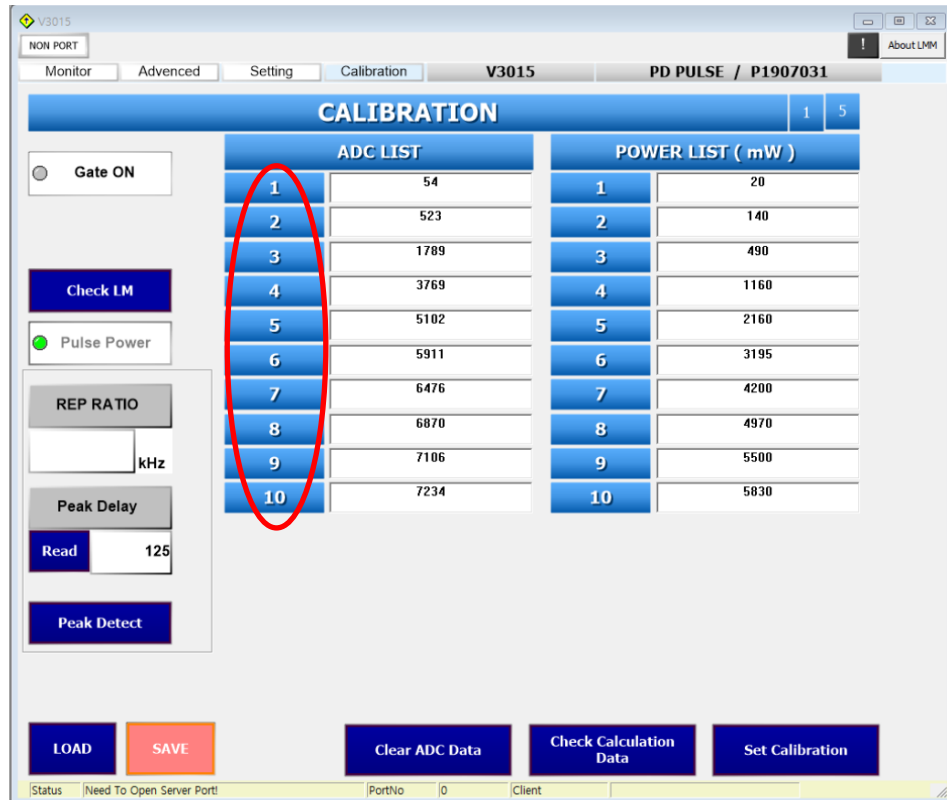 V3015
NON PORT
! About LMM
Monitor Advanced Setting Calibration V3015 PD PULSE / P1907031
CALIBRATION 1 5
ADC LIST POWER LIST ( mW )
Gate ON
1 54 1 20
2 523 2 140
3 1789 3 490
Check LM
4 3769 4 1160
5 5102 5 2160
Pulse Power
6 5911 6 3195
7 6476 7 4200
REP RATIO
8 6870 8 4970
kHz
9 7106 9 5500
10 7234 10 5830
Peak Delay
Read 125
Peak Detect
LOAD SAVE Clear ADC Data Check Calculation
Data Set Calibration
Status Need To Open Server Port! PortNo 0 Client